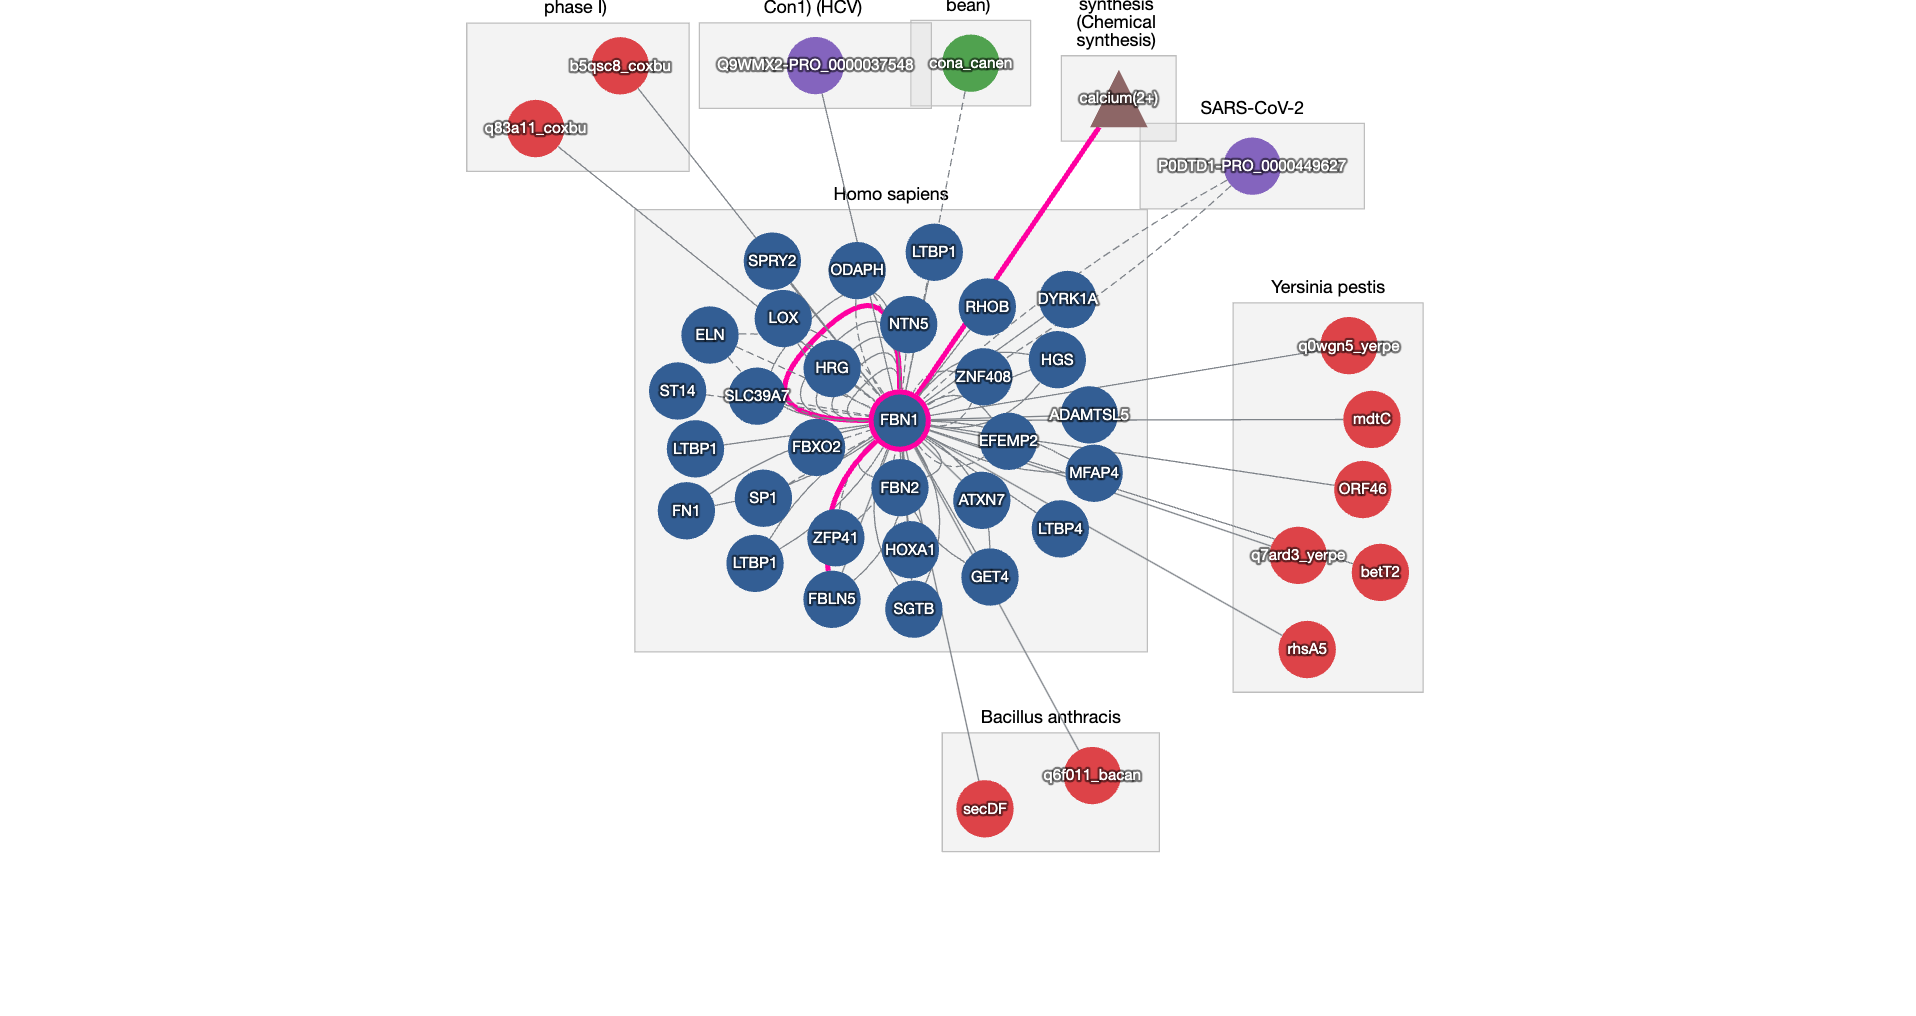 phase I)
Con1) (HCV)
bean)
synthesis
(Chemical
synthesis)
b5qsc8_coxbu
Q9WMX2-PRO_0000037548
cona_canen
calcium(2+)
SARS-CoV-2
q83a11_coxbu
P0DTD1-PRO_0000449627
Homo sapiens
SPRY2
ODAPH
LTBP1
Yersinia pestis
LOX
NTN5
RHOB
DYRK1A
ELN
q0wgn5_yerpe
HRG
ZNF408
HGS
ST14
SLC39A7
FBN1
ADAMTSL5
mdtC
LTBP1
FBXO2
EFEMP2
MFAP4
FN1
SP1
FBN2
ATXN7
ORF46
LTBP4
ZFP41
HOXA1
q7ard3_yerpe
LTBP1
GET4
betT2
FBLN5
SGTB
rhsA5
Bacillus anthracis
q6f011_bacan
secDF